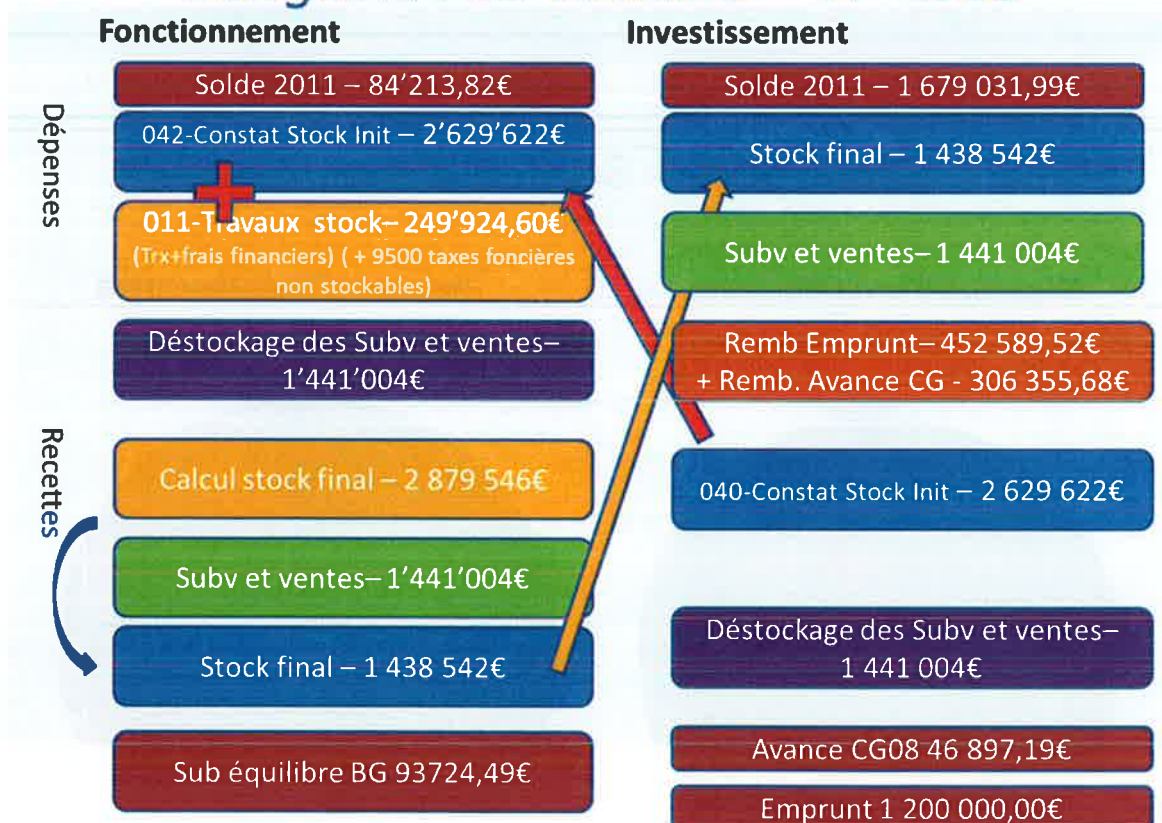 Fonctionnement
Investissement
Dépenses
Solde 2011 – 84'213,82€
042-Constat Stock Init – 2'629'622€
011-Travaux stock– 249'924,60€
(Trx+frais financiers) ( + 9500 taxes foncières
non stockables)
Déstockage des Subv et ventes–
1'441'004€
Recettes
Calcul stock final – 2 879 546€
Subv et ventes– 1'441'004€
Stock final – 1 438 542€
Sub équilibre BG 93724,49€
Solde 2011 – 1 679 031,99€
Stock final – 1 438 542€
Subv et ventes– 1 441 004€
Remb Emprunt– 452 589,52€
+ Remb. Avance CG - 306 355,68€
040-Constat Stock Init – 2 629 622€
Déstockage des Subv et ventes–
1 441 004€
Avance CG08 46 897,19€
Emprunt 1 200 000,00€